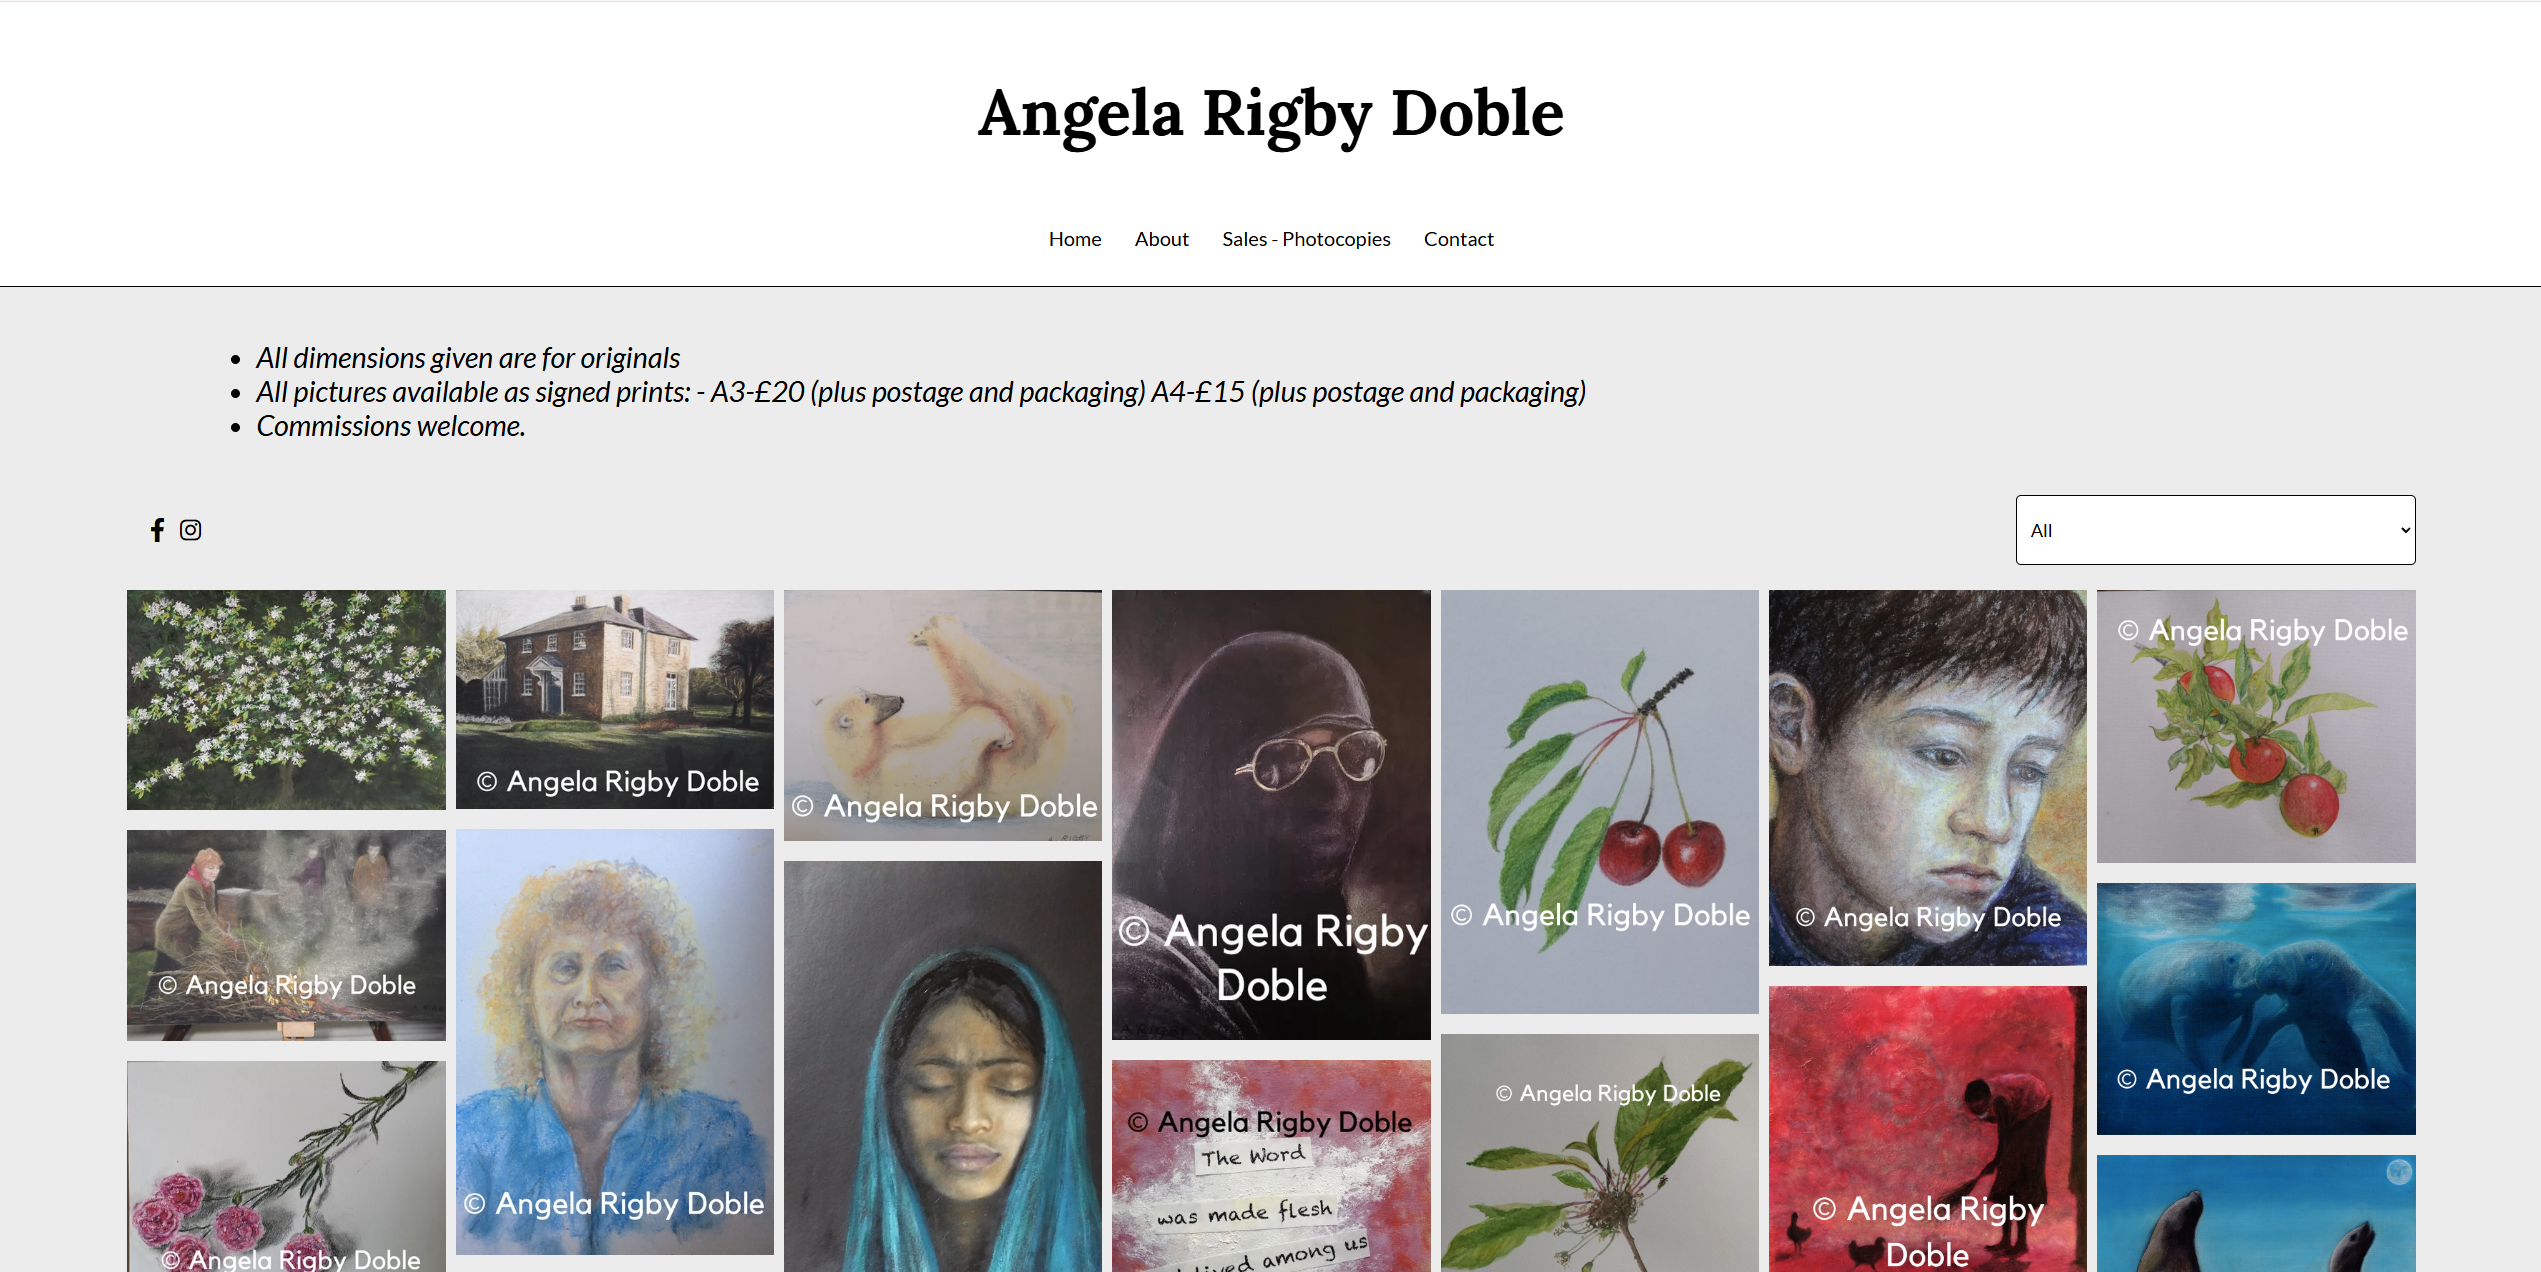 Angela Rigby Doble
Home
About
Sales - Photocopies
Contact
All dimensions given are for originals
All pictures available as signed prints: - A3-£20 (plus postage and packaging) A4-£15 (plus postage and packaging)
Commissions welcome.
All
© Angela Rigby Doble
© Angela Rigby Doble
© Angela Rigby
Doble
© Angela Rigby Doble
© Angela Rigby Doble
© Angela Rigby Doble
© Angela Rigby Doble
© Angela Rigby Doble
© Angela Rigby Doble
© Angela Rigby Doble
The Word
was made flesh
lived among us
© Angela Rigby Doble
© Angela Rigby
Doble
© Angela Rigby Doble
© Angela Rigby Doble